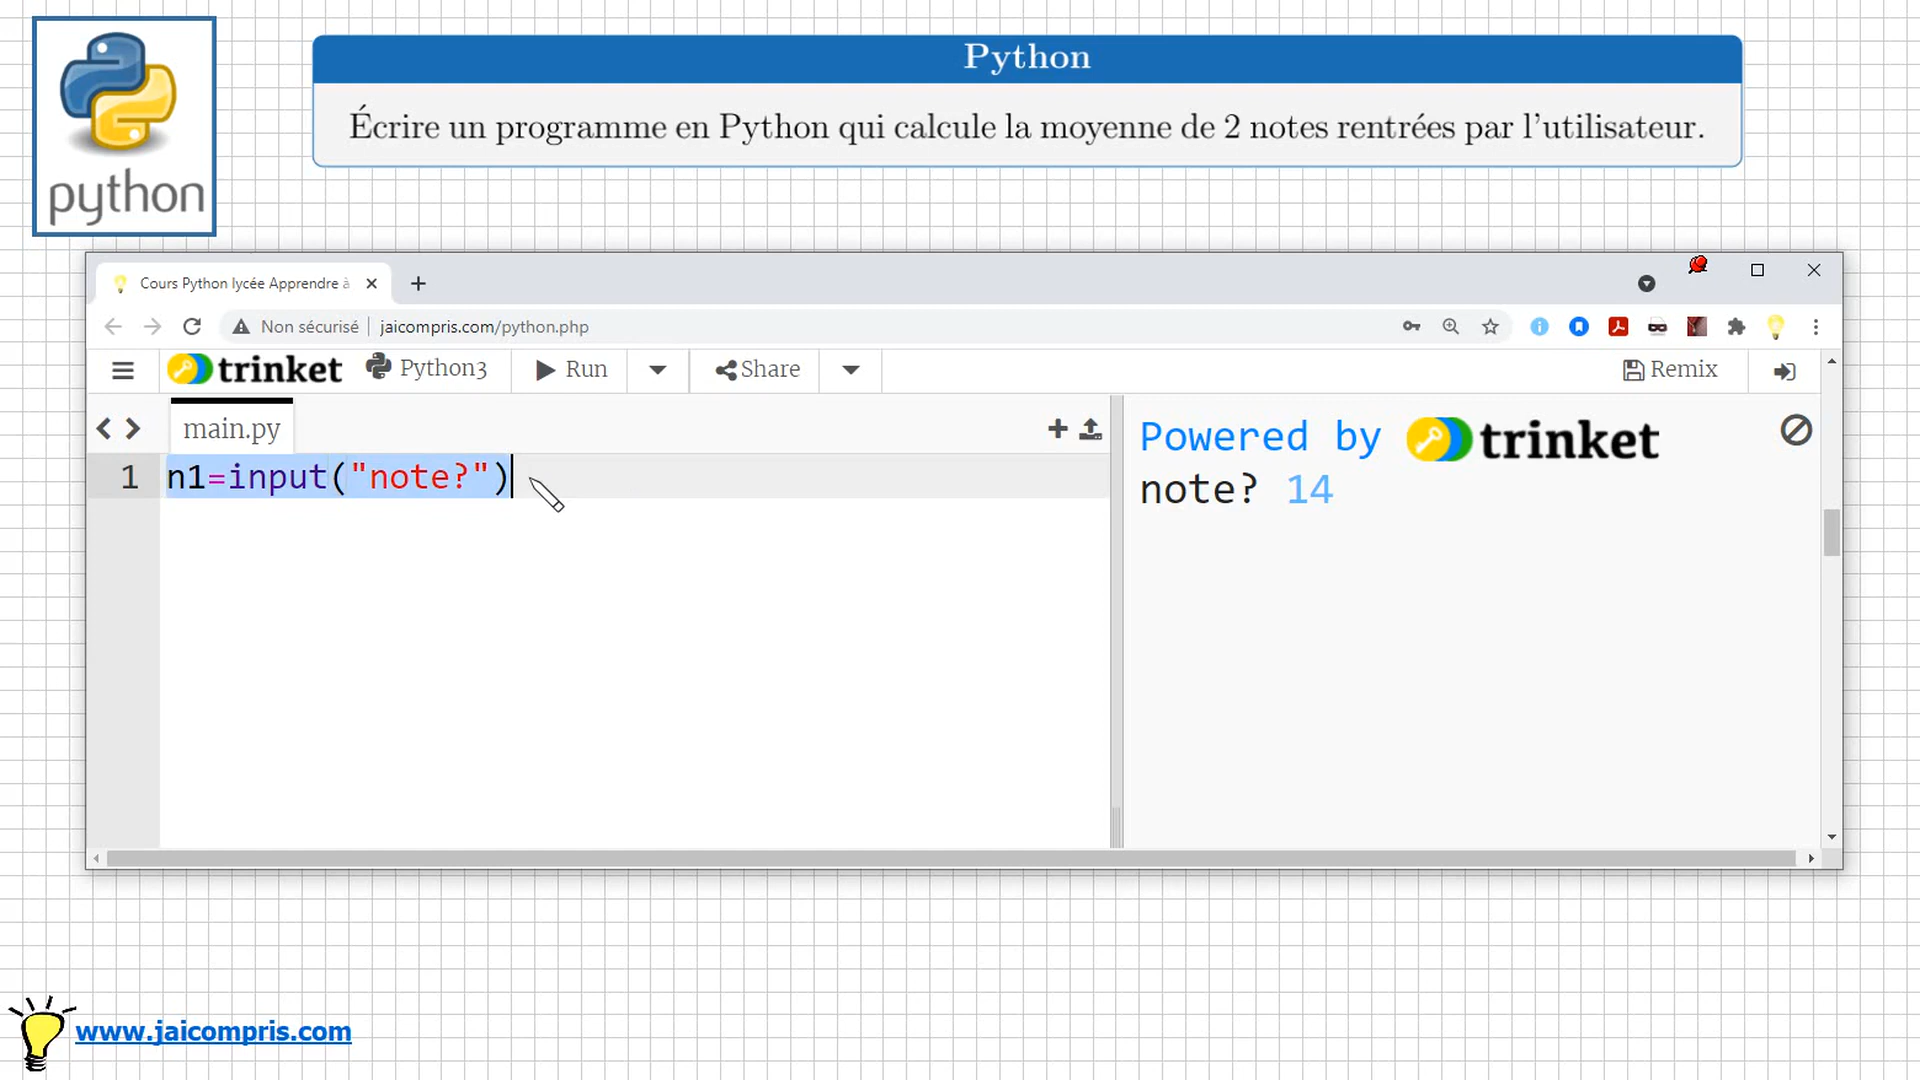 python
Python
Écrire un programme en Python qui calcule la moyenne de 2 notes rentrées par l'utilisateur.
Cours Python lycée Apprendre à
Non sécurisé
jaicompris.com/python.php
trinket
Python3
Run
Share
Remix
main.py
1
n1=input("note?")
Powered by trinket
note? 14
www.jaicompris.com